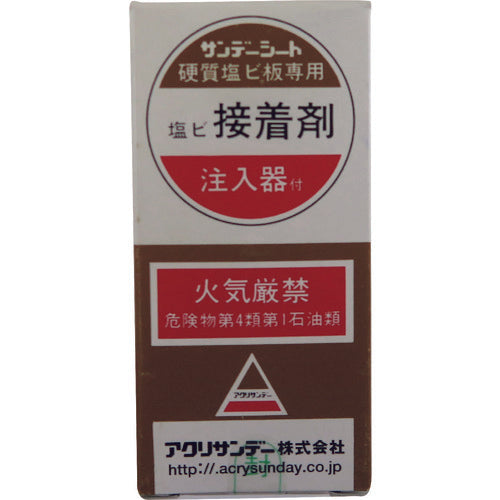 サンデーシート
硬質塩ビ板専用
塩ビ 接着剤
注入器付
火気厳禁
危険物第4類第1石油類
アクリサンデー
アクリサンデー株式会社
http://.acrysunday.co.jp
封